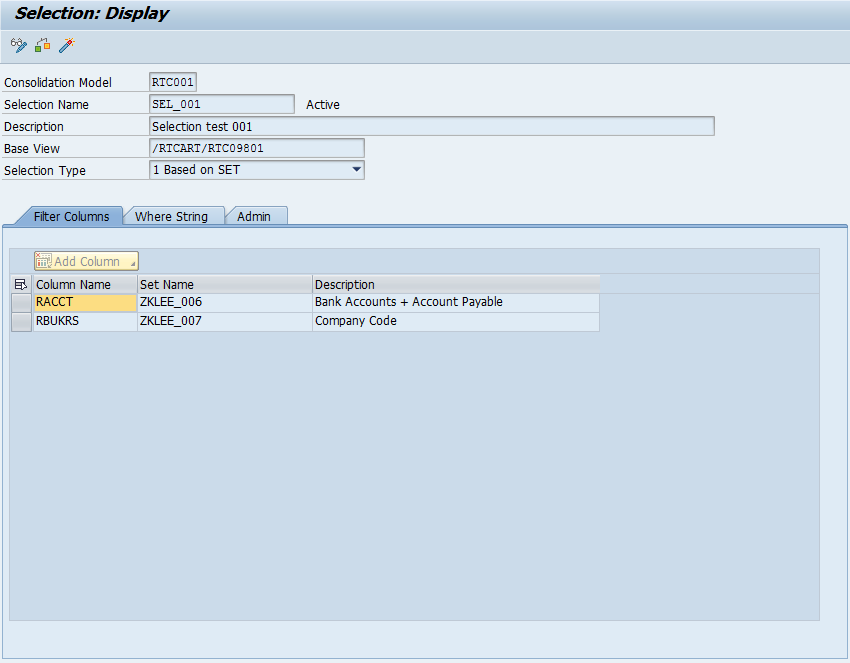 Selection: Display
Consolidation Model RTC001
Selection Name SEL_001 Active
Description Selection test 001
Base View /RTCART/RTC09801
Selection Type 1 Based on SET
Filter Columns Where String Admin
Add Column
Column Name Set Name Description
RACCT ZKLEE_006 Bank Accounts + Account Payable
RBUKRS ZKLEE_007 Company Code